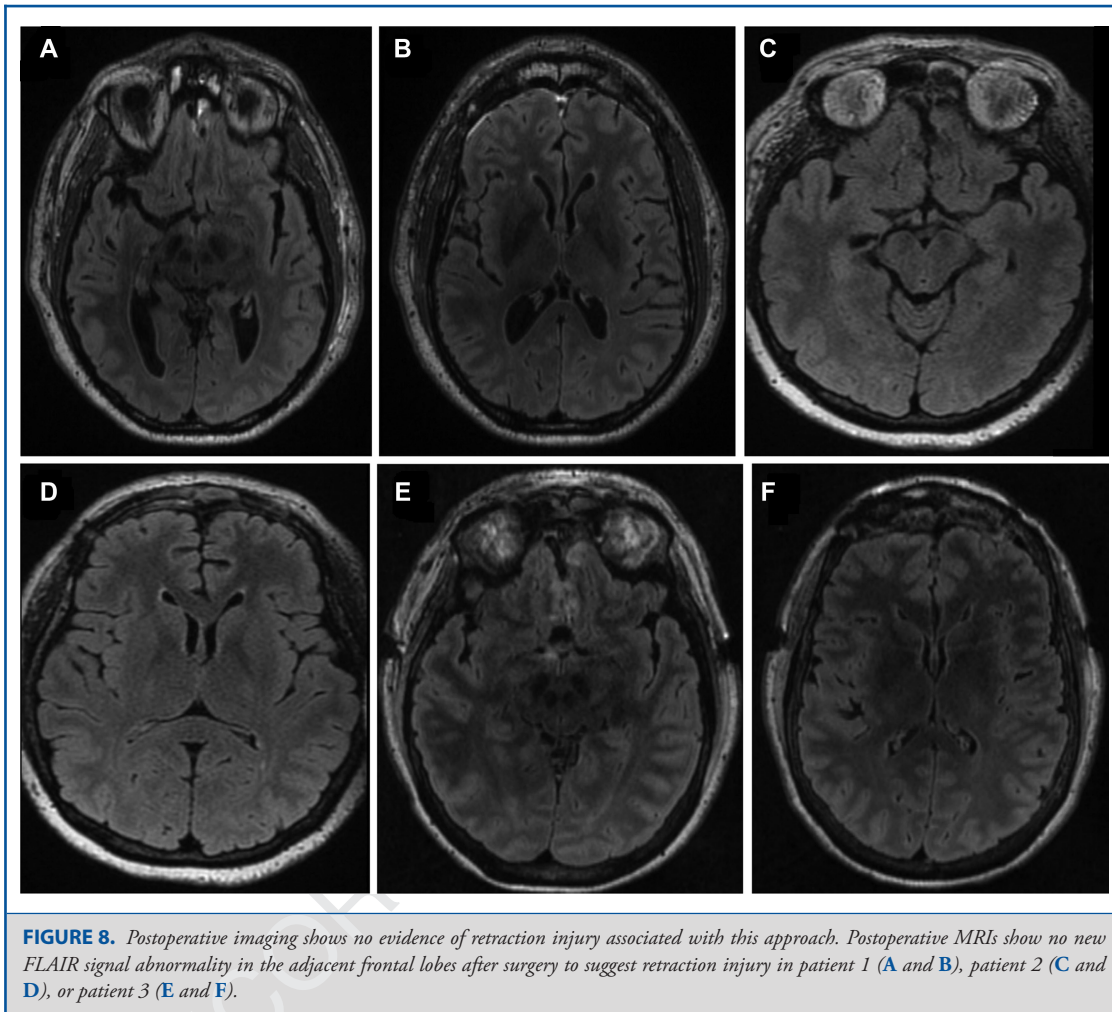 A
B
C
D
E
F
FIGURE 8. Postoperative imaging shows no evidence of retraction injury associated with this approach. Postoperative MRIs show no new
FLAIR signal abnormality in the adjacent frontal lobes after surgery to suggest retraction injury in patient 1 (A and B), patient 2 (C and
D), or patient 3 (E and F).